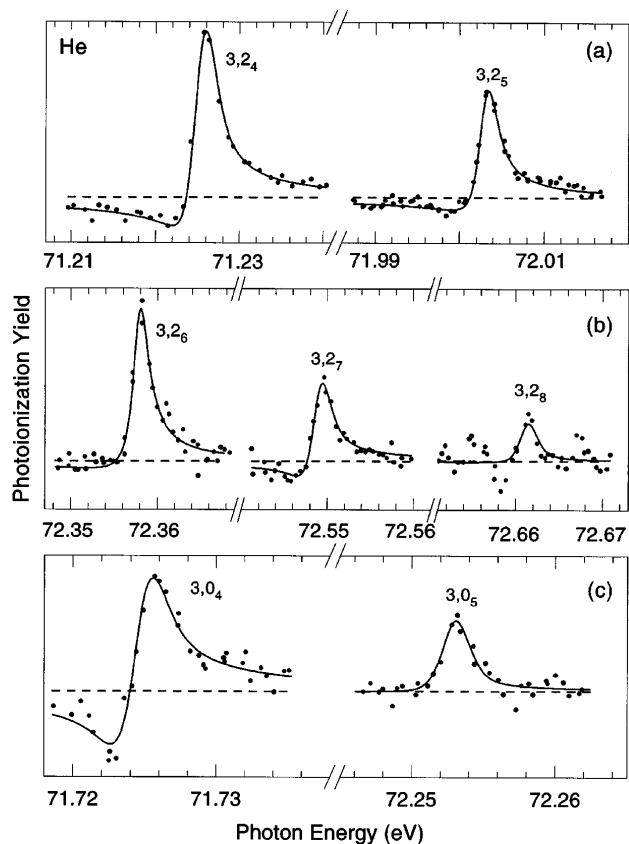 He
3,2₄
3,2₅
(a)
71.21 71.23 71.99 72.01
3,2₆
3,2₇
3,2₈
(b)
72.35 72.36 72.55 72.56 72.66 72.67
3,0₄
3,0₅
(c)
71.72 71.73 72.25 72.26
Photoionization Yield
Photon Energy (eV)